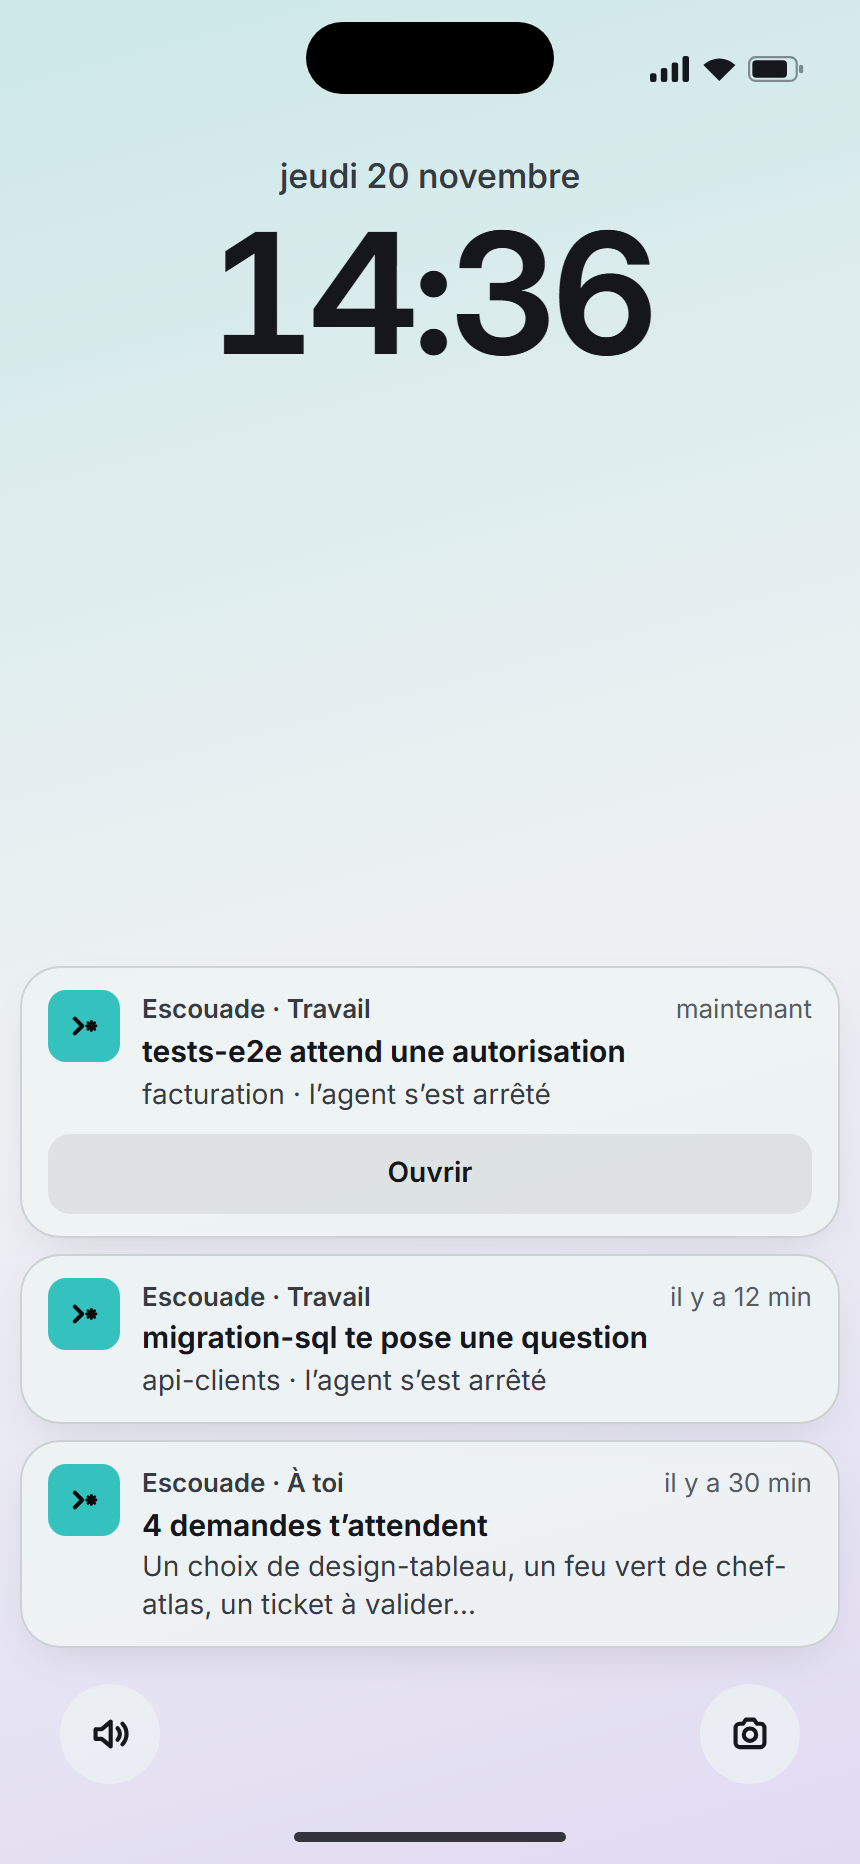 jeudi 20 novembre
14:36
Escouade · Travail
maintenant
tests-e2e attend une autorisation
facturation · l’agent s’est arrêté
Ouvrir
Escouade · Travail
il y a 12 min
migration-sql te pose une question
api-clients · l’agent s’est arrêté
Escouade · À toi
il y a 30 min
4 demandes t’attendent
Un choix de design-tableau, un feu vert de chef-
atlas, un ticket à valider…